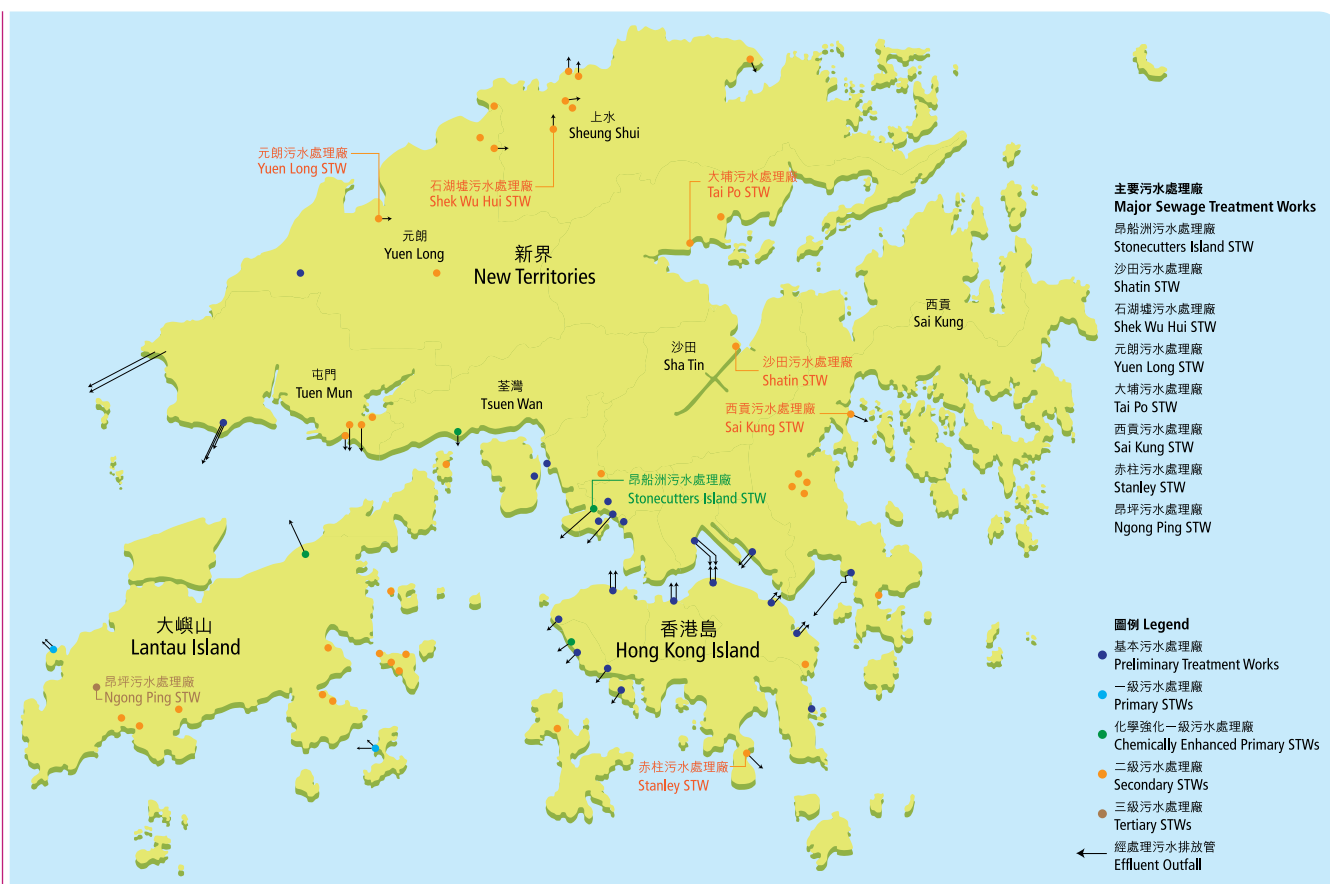 上水
Sheung Shui
元朗污水處理廠
Yuen Long STW
石湖墟污水處理廠
Shek Wu Hui STW
大埔污水處理廠
Tai Po STW
元朗
Yuen Long
新界
New Territories
西貢
Sai Kung
沙田
Sha Tin
沙田污水處理廠
Shatin STW
屯門
Tuen Mun
荃灣
Tsuen Wan
西貢污水處理廠
Sai Kung STW
昂船洲污水處理廠
Stonecutters Island STW
大嶼山
Lantau Island
香港島
Hong Kong Island
昂坪污水處理廠
Ngong Ping STW
赤柱污水處理廠
Stanley STW
主要污水處理廠
Major Sewage Treatment Works
昂船洲污水處理廠
Stonecutters Island STW
沙田污水處理廠
Shatin STW
石湖墟污水處理廠
Shek Wu Hui STW
元朗污水處理廠
Yuen Long STW
大埔污水處理廠
Tai Po STW
西貢污水處理廠
Sai Kung STW
赤柱污水處理廠
Stanley STW
昂坪污水處理廠
Ngong Ping STW
圖例 Legend
基本污水處理廠
Preliminary Treatment Works
一級污水處理廠
Primary STWs
化學強化一級污水處理廠
Chemically Enhanced Primary STWs
二級污水處理廠
Secondary STWs
三級污水處理廠
Tertiary STWs
經處理污水排放管
Effluent Outfall